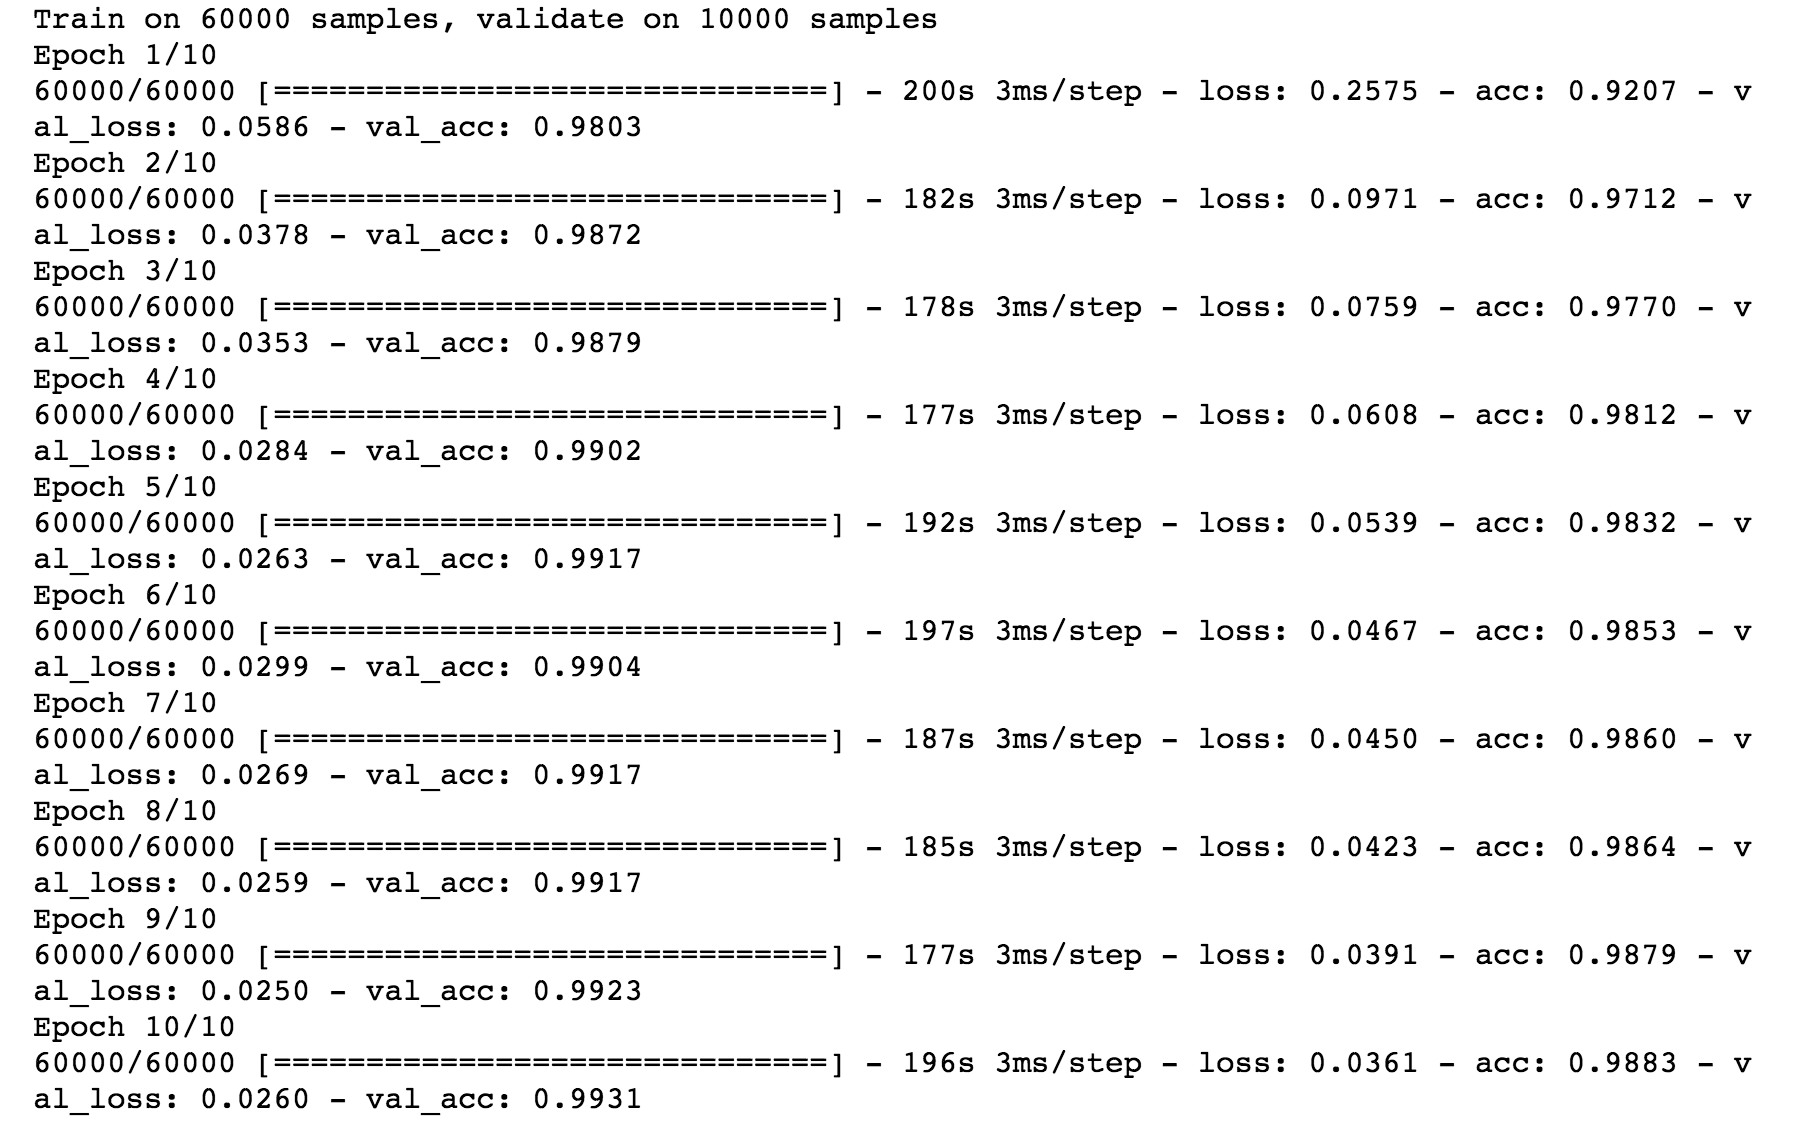 Train on 60000 samples, validate on 10000 samples
Epoch 1/10
60000/60000 [==============================] - 200s 3ms/step - loss: 0.2575 - acc: 0.9207 - v
al_loss: 0.0586 - val_acc: 0.9803
Epoch 2/10
60000/60000 [==============================] - 182s 3ms/step - loss: 0.0971 - acc: 0.9712 - v
al_loss: 0.0378 - val_acc: 0.9872
Epoch 3/10
60000/60000 [==============================] - 178s 3ms/step - loss: 0.0759 - acc: 0.9770 - v
al_loss: 0.0353 - val_acc: 0.9879
Epoch 4/10
60000/60000 [==============================] - 177s 3ms/step - loss: 0.0608 - acc: 0.9812 - v
al_loss: 0.0284 - val_acc: 0.9902
Epoch 5/10
60000/60000 [==============================] - 192s 3ms/step - loss: 0.0539 - acc: 0.9832 - v
al_loss: 0.0263 - val_acc: 0.9917
Epoch 6/10
60000/60000 [==============================] - 197s 3ms/step - loss: 0.0467 - acc: 0.9853 - v
al_loss: 0.0299 - val_acc: 0.9904
Epoch 7/10
60000/60000 [==============================] - 187s 3ms/step - loss: 0.0450 - acc: 0.9860 - v
al_loss: 0.0269 - val_acc: 0.9917
Epoch 8/10
60000/60000 [==============================] - 185s 3ms/step - loss: 0.0423 - acc: 0.9864 - v
al_loss: 0.0259 - val_acc: 0.9917
Epoch 9/10
60000/60000 [==============================] - 177s 3ms/step - loss: 0.0391 - acc: 0.9879 - v
al_loss: 0.0250 - val_acc: 0.9923
Epoch 10/10
60000/60000 [==============================] - 196s 3ms/step - loss: 0.0361 - acc: 0.9883 - v
al_loss: 0.0260 - val_acc: 0.9931